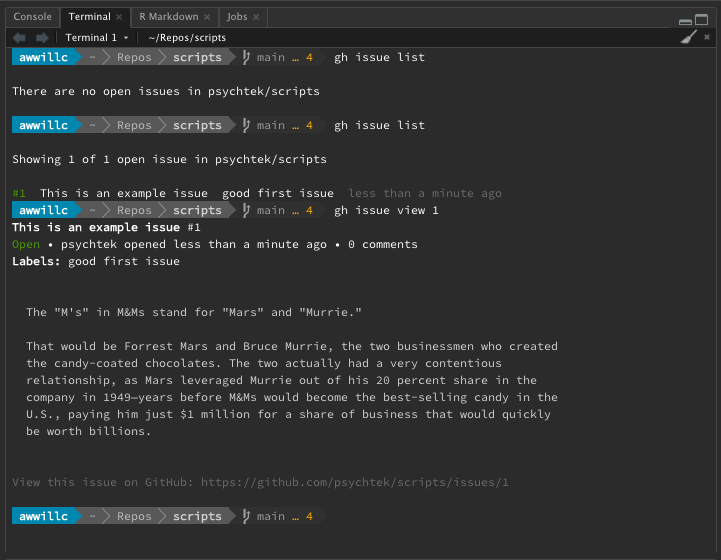 Console Terminal × R Markdown × Jobs ×
Terminal 1 ~/Repos/scripts
awwillc ~ Repos scripts main … 4 gh issue list
There are no open issues in psychtek/scripts
awwillc ~ Repos scripts main … 4 gh issue list
Showing 1 of 1 open issue in psychtek/scripts
#1 This is an example issue good first issue less than a minute ago
awwillc ~ Repos scripts main … 4 gh issue view 1
This is an example issue #1
Open • psychtek opened less than a minute ago • 0 comments
Labels: good first issue
The "M's" in M&Ms stand for "Mars" and "Murrie."
That would be Forrest Mars and Bruce Murrie, the two businessmen who created
the candy-coated chocolates. The two actually had a very contentious
relationship, as Mars leveraged Murrie out of his 20 percent share in the
company in 1949—years before M&Ms would become the best-selling candy in the
U.S., paying him just $1 million for a share of business that would quickly
be worth billions.
View this issue on GitHub: https://github.com/psychtek/scripts/issues/1
awwillc ~ Repos scripts main … 4